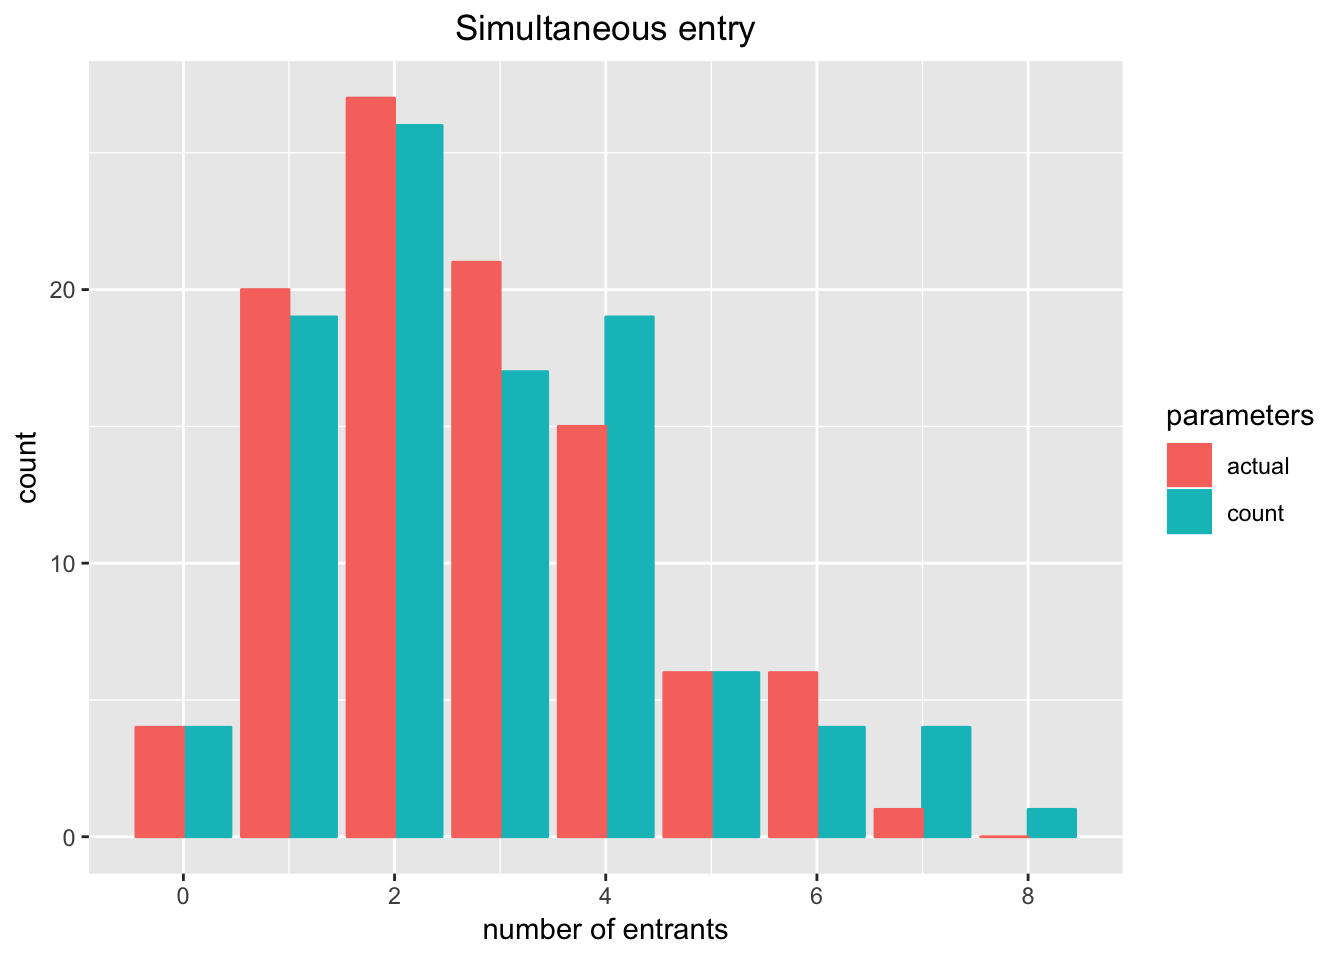 Simultaneous entry
count
20
10
0
0 2 4 6 8
number of entrants
parameters
actual
count